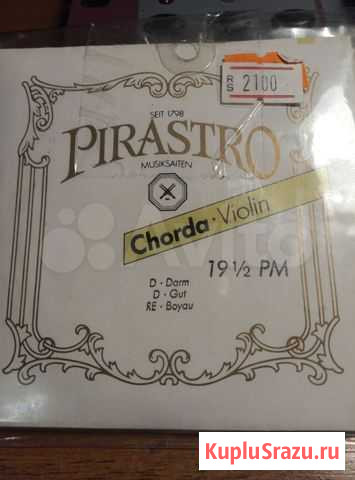 RS 2100
SEIT 1798
PIRASTRO
MUSIKSAITEN
Chorda · Violin
19 1/2 PM
D - Darm
D - Gut
RE - Boyau
Avito
KupluSrazu.ru